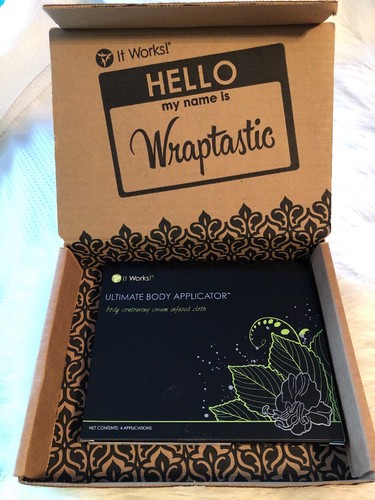 It Works!®
HELLO
my name is
Wraptastic
It Works!®
ULTIMATE BODY APPLICATOR™
body contouring cream infused cloth
NET CONTENTS: 4 APPLICATIONS